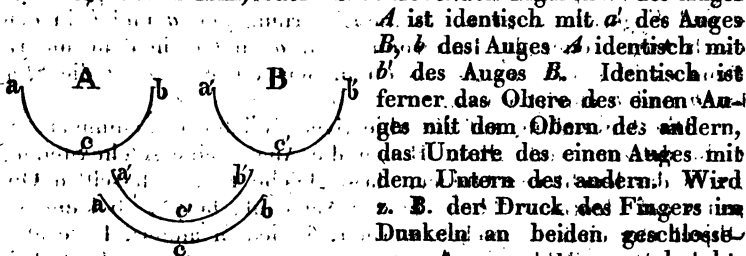 A ist identisch mit a' des Auges
B, b des Auges A identisch mit
b' des Auges B. Identisch ist
ferner das Obere des einen Au-
ges mit dem Obern des andern,
das Untere des einen Auges mit
dem Untern des andern. Wird
z. B. der Druck des Fingers im
Dunkeln an beiden geschlosse-
a A b a' B b'
c c'
a' b'
a c' b
c